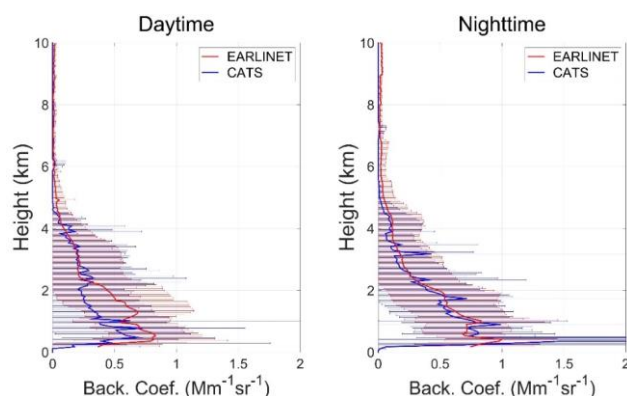 Daytime
Nighttime
EARLINET
CATS
EARLINET
CATS
Height (km)
10
8
6
4
2
0
Height (km)
10
8
6
4
2
0
0 0.5 1 1.5 2
0 0.5 1 1.5 2
Back. Coef. (Mm⁻¹sr⁻¹)
Back. Coef. (Mm⁻¹sr⁻¹)